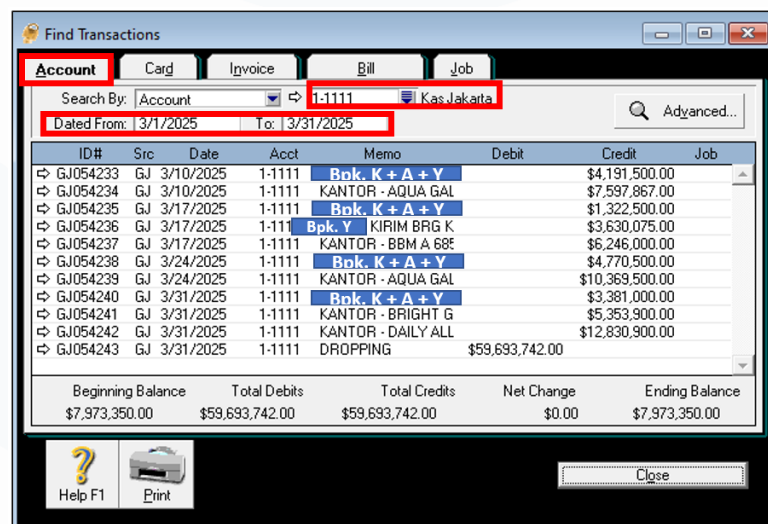 Find Transactions
Account Card Invoice Bill Job
Search By: Account 1-1111 Kas Jakarta
Advanced...
Dated From: 3/1/2025 To: 3/31/2025
ID# Src Date Acct Memo Debit Credit Job
GJ054233 GJ 3/10/2025 1-1111 Bpk. K + A + Y $4,191,500.00
GJ054234 GJ 3/10/2025 1-1111 KANTOR - AQUA GAL $7,597,867.00
GJ054235 GJ 3/17/2025 1-1111 Bpk. K + A + Y $1,322,500.00
GJ054236 GJ 3/17/2025 1-111 Bpk. Y KIRIM BRG K $3,630,075.00
GJ054237 GJ 3/17/2025 1-1111 KANTOR - BBM A 685 $6,246,000.00
GJ054238 GJ 3/24/2025 1-1111 Bpk. K + A + Y $4,770,500.00
GJ054239 GJ 3/24/2025 1-1111 KANTOR - AQUA GAL $10,369,500.00
GJ054240 GJ 3/31/2025 1-1111 Bpk. K + A + Y $3,381,000.00
GJ054241 GJ 3/31/2025 1-1111 KANTOR - BRIGHT G $5,353,900.00
GJ054242 GJ 3/31/2025 1-1111 KANTOR - DAILY ALL $12,830,900.00
GJ054243 GJ 3/31/2025 1-1111 DROPPING $59,693,742.00
Beginning Balance Total Debits Total Credits Net Change Ending Balance
$7,973,350.00 $59,693,742.00 $59,693,742.00 $0.00 $7,973,350.00
Help F1 Print Close